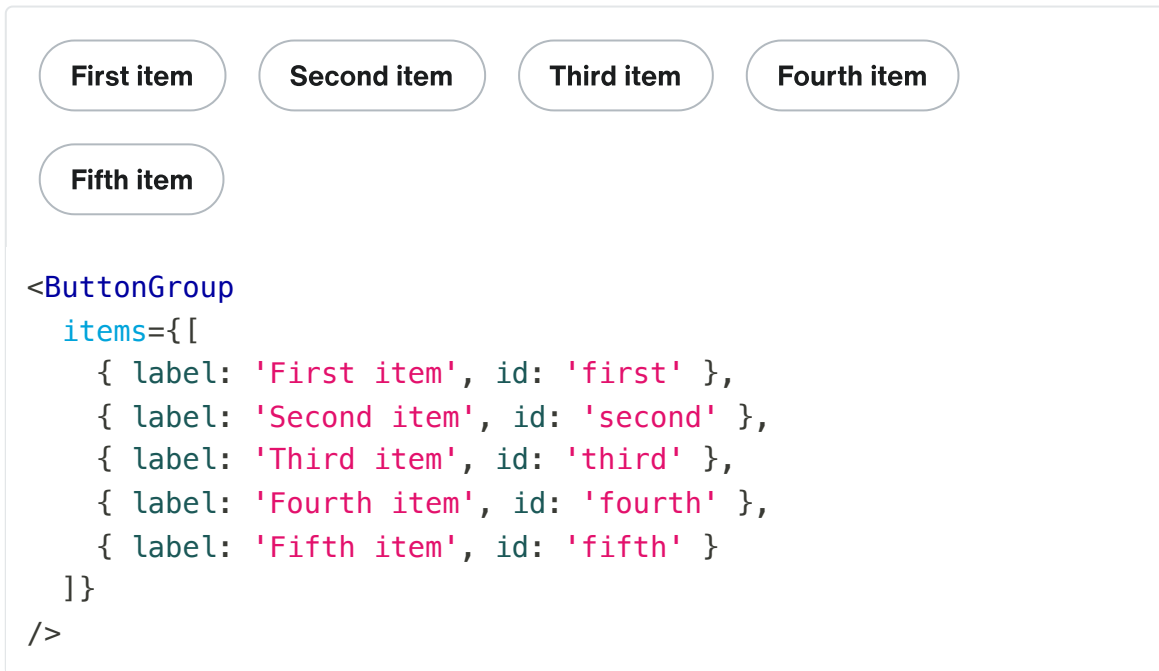 First item Second item Third item Fourth item
Fifth item
<ButtonGroup
  items={[
    { label: 'First item', id: 'first' },
    { label: 'Second item', id: 'second' },
    { label: 'Third item', id: 'third' },
    { label: 'Fourth item', id: 'fourth' },
    { label: 'Fifth item', id: 'fifth' }
  ]}
/>